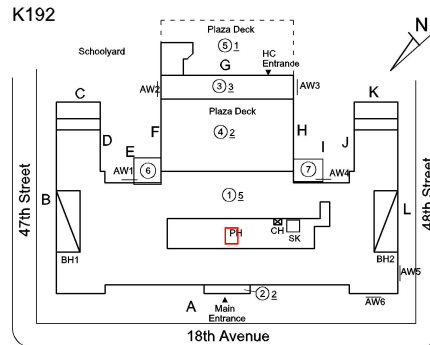 K192
N
Plaza Deck
⑤ 1
Schoolyard
G
HC
Entrance
AW2
③ 3
AW3
C
K
Plaza Deck
F
④ 2
H
D
E
I
J
AW1
⑥
⑦
AW4
47th Street
B
① 5
L
48th Street
PH
CH
SK
BH1
BH2
AW5
② 2
A
Main
Entrance
AW6
18th Avenue